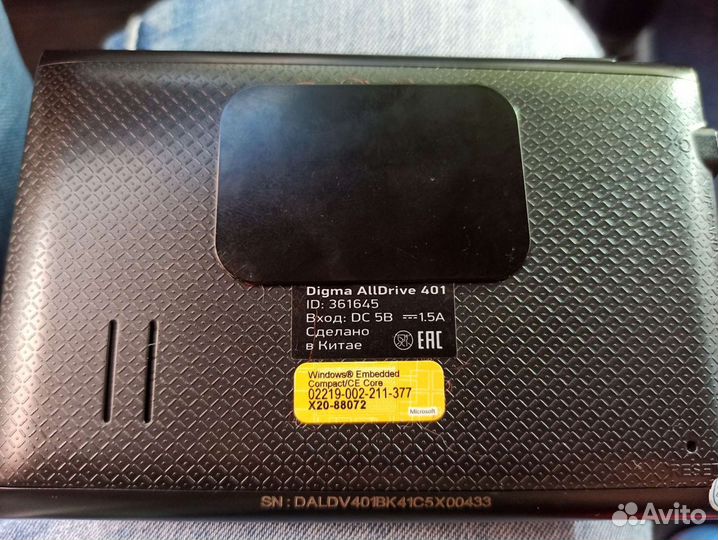 Digma AllDrive 401
ID: 361645
Вход: DC 5В ⎓ 1.5A
Сделано
в Китае
EAC
Windows® Embedded
Compact/CE Core
02219-002-211-377
X20-88072
Microsoft
RESET
SN : DALDV401BK41C5X00433
Avito